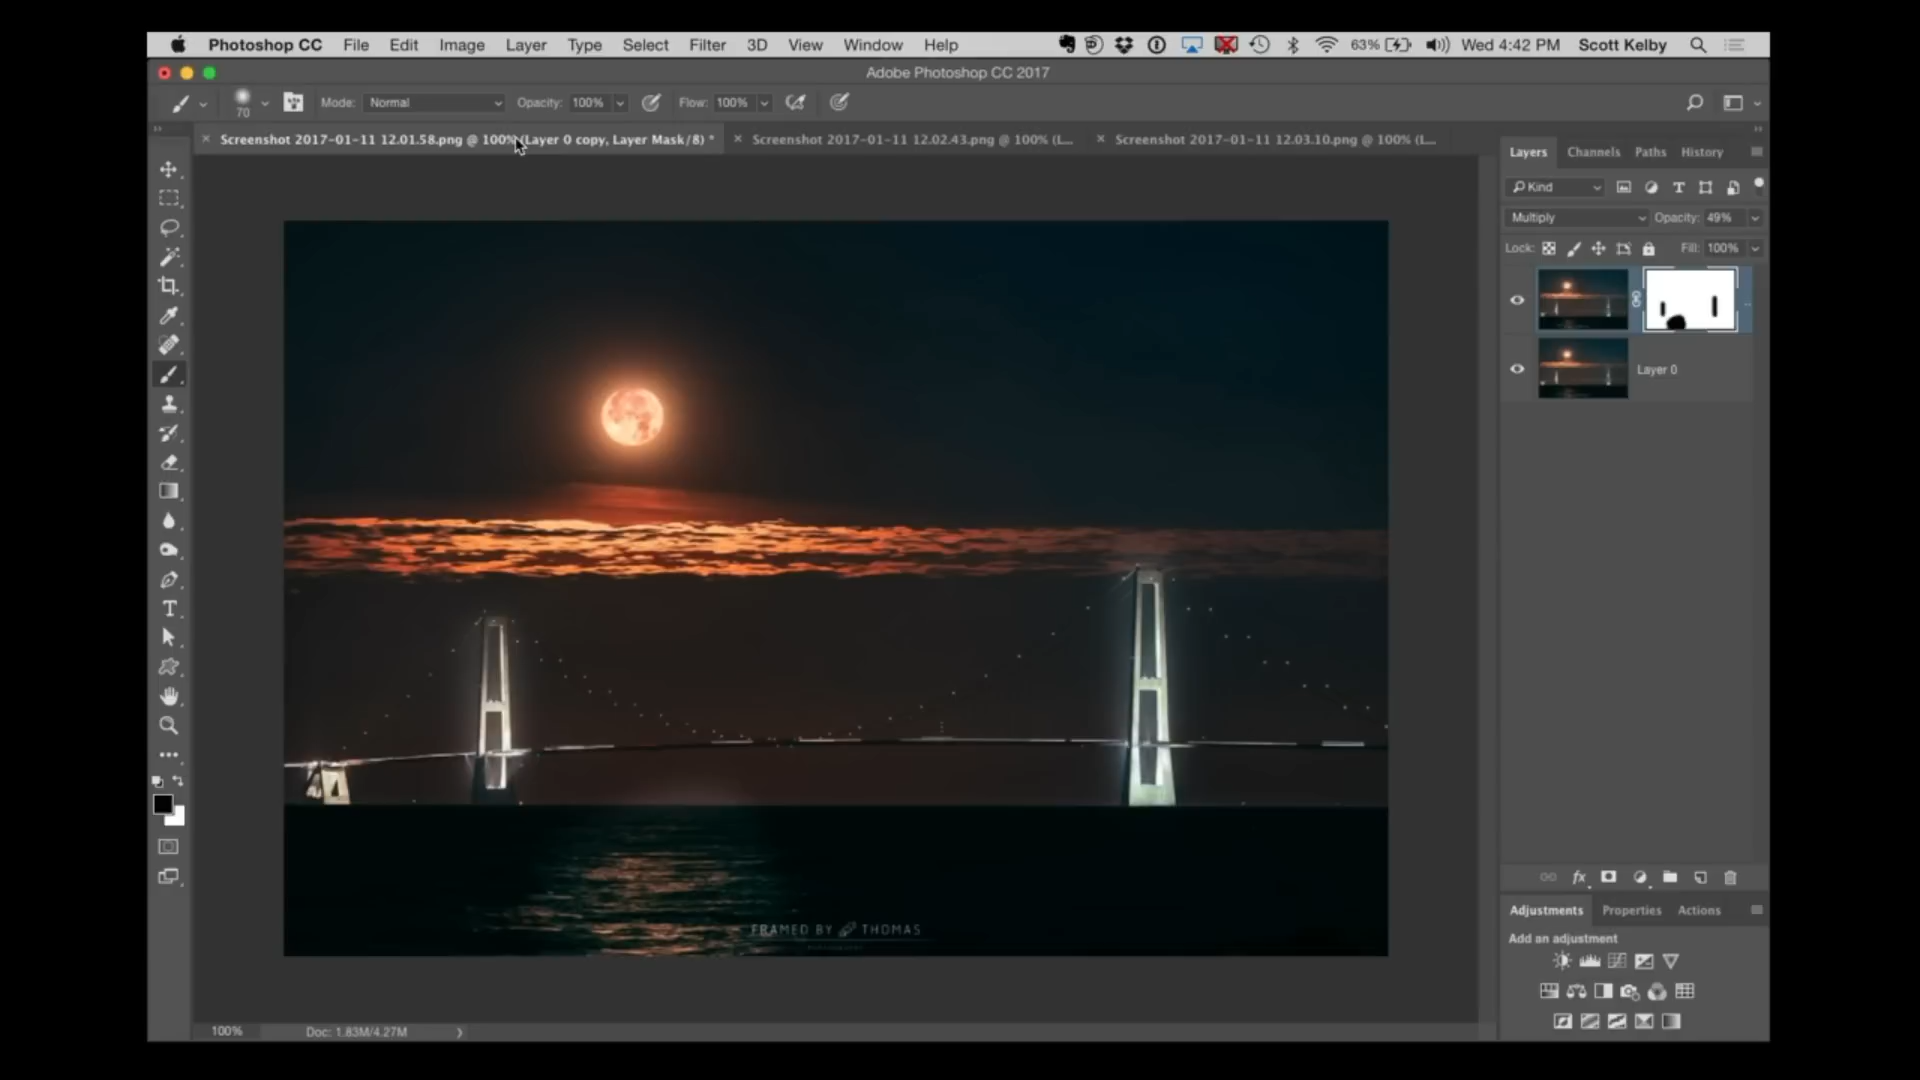 Photoshop CC File Edit Image Layer Type Select Filter 3D View Window Help 63% Wed 4:42 PM Scott Kelby
Adobe Photoshop CC 2017
70 Mode: Normal Opacity: 100% Flow: 100%
Screenshot 2017-01-11 12.01.58.png @ 100% (Layer 0 copy, Layer Mask/8) * Screenshot 2017-01-11 12.02.43.png @ 100% (L... Screenshot 2017-01-11 12.03.10.png @ 100% (L...
Layers Channels Paths History
Kind
Multiply Opacity: 49%
Lock: Fill: 100%
Layer 0
FRAMED BY THOMAS
Adjustments Properties Actions
Add an adjustment
100% Doc: 1.83M/4.27M